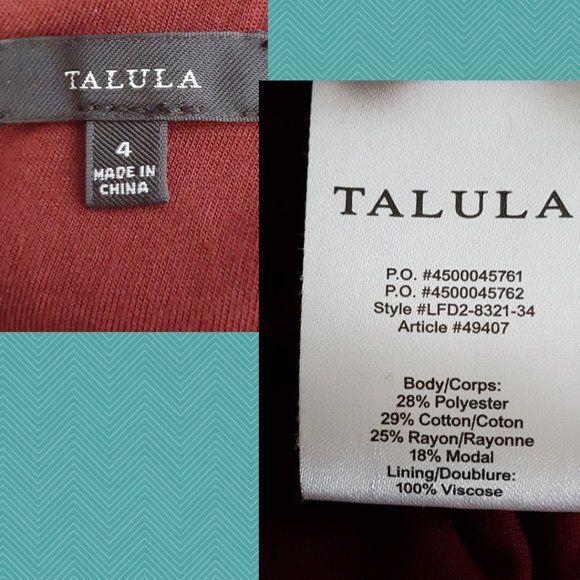 TALULA
4
MADE IN
CHINA
TALULA
P.O. #4500045761
P.O. #4500045762
Style #LFD2-8321-34
Article #49407
Body/Corps:
28% Polyester
29% Cotton/Coton
25% Rayon/Rayonne
18% Modal
Lining/Doublure:
100% Viscose